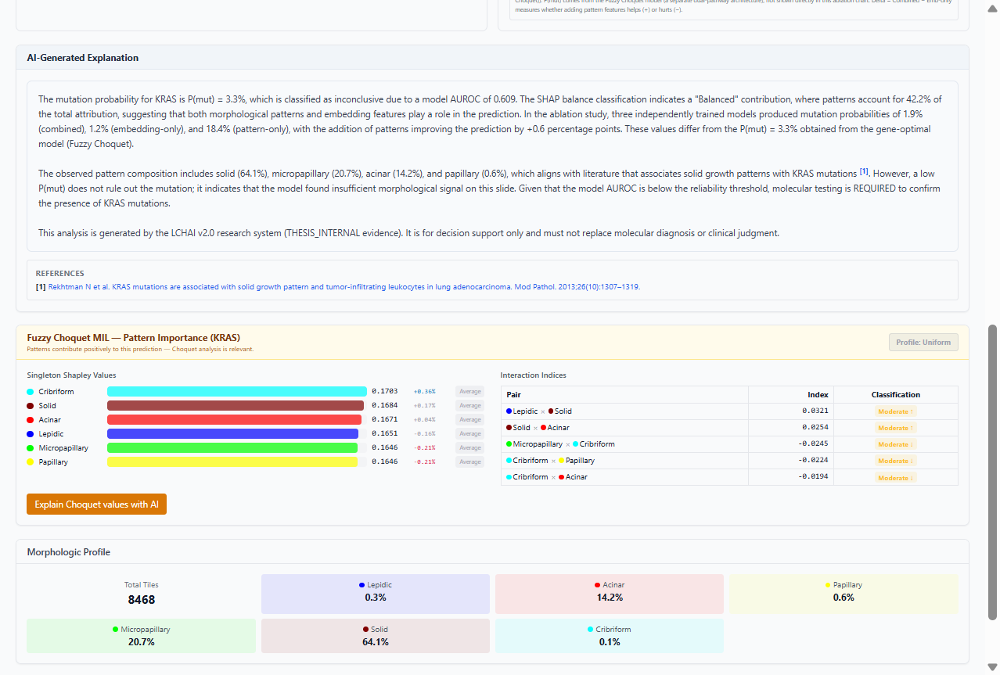 Choquet)). P(mut) comes from the Fuzzy Choquet model (a separate dual-pathway architecture), not shown directly in this ablation chart. Delta = Combined − Emb-only
measures whether adding pattern features helps (+) or hurts (−).
AI-Generated Explanation
The mutation probability for KRAS is P(mut) = 3.3%, which is classified as inconclusive due to a model AUROC of 0.609. The SHAP balance classification indicates a "Balanced" contribution, where patterns account for 42.2% of
the total attribution, suggesting that both morphological patterns and embedding features play a role in the prediction. In the ablation study, three independently trained models produced mutation probabilities of 1.9%
(combined), 1.2% (embedding-only), and 18.4% (pattern-only), with the addition of patterns improving the prediction by +0.6 percentage points. These values differ from the P(mut) = 3.3% obtained from the gene-optimal
model (Fuzzy Choquet).
The observed pattern composition includes solid (64.1%), micropapillary (20.7%), acinar (14.2%), and papillary (0.6%), which aligns with literature that associates solid growth patterns with KRAS mutations [1]. However, a low
P(mut) does not rule out the mutation; it indicates that the model found insufficient morphological signal on this slide. Given that the model AUROC is below the reliability threshold, molecular testing is REQUIRED to confirm
the presence of KRAS mutations.
This analysis is generated by the LCHAI v2.0 research system (THESIS_INTERNAL evidence). It is for decision support only and must not replace molecular diagnosis or clinical judgment.
REFERENCES
[1] Rekhtman N et al. KRAS mutations are associated with solid growth pattern and tumor-infiltrating leukocytes in lung adenocarcinoma. Mod Pathol. 2013;26(10):1307–1319.
Fuzzy Choquet MIL — Pattern Importance (KRAS)
Patterns contribute positively to this prediction — Choquet analysis is relevant.
Profile: Uniform
Singleton Shapley Values
Cribriform 0.1703 +0.36% Average
Solid 0.1684 +0.17% Average
Acinar 0.1671 +0.04% Average
Lepidic 0.1651 -0.16% Average
Micropapillary 0.1646 -0.21% Average
Papillary 0.1646 -0.21% Average
Explain Choquet values with AI
Interaction Indices
Pair Index Classification
Lepidic × Solid 0.0321 Moderate ↑
Solid × Acinar 0.0254 Moderate ↑
Micropapillary × Cribriform -0.0245 Moderate ↓
Cribriform × Papillary -0.0224 Moderate ↓
Cribriform × Acinar -0.0194 Moderate ↓
Morphologic Profile
Total Tiles
8468
Lepidic
0.3%
Acinar
14.2%
Papillary
0.6%
Micropapillary
20.7%
Solid
64.1%
Cribriform
0.1%